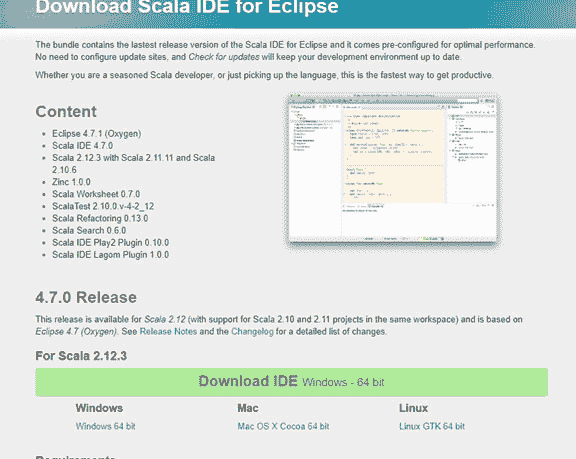 Download Scala IDE for Eclipse
The bundle contains the lastest release version of the Scala IDE for Eclipse and it comes pre-configured for optimal performance.
No need to configure update sites, and Check for updates will keep your development environment up to date.
Whether you are a seasoned Scala developer, or just picking up the language, this is the fastest way to get productive.
Content
Eclipse 4.7.1 (Oxygen)
Scala IDE 4.7.0
Scala 2.12.3 with Scala 2.11.11 and Scala
2.10.6
Zinc 1.0.0
Scala Worksheet 0.7.0
ScalaTest 2.10.0.v-4-2_12
Scala Refactoring 0.13.0
Scala Search 0.6.0
Scala IDE Play2 Plugin 0.10.0
Scala IDE Lagom Plugin 1.0.0
4.7.0 Release
This release is available for Scala 2.12 (with support for Scala 2.10 and 2.11 projects in the same workspace) and is based on
Eclipse 4.7 (Oxygen). See Release Notes and the Changelog for a detailed list of changes.
For Scala 2.12.3
Download IDE Windows - 64 bit
Windows Mac Linux
Windows 64 bit Mac OS X Cocoa 64 bit Linux GTK 64 bit